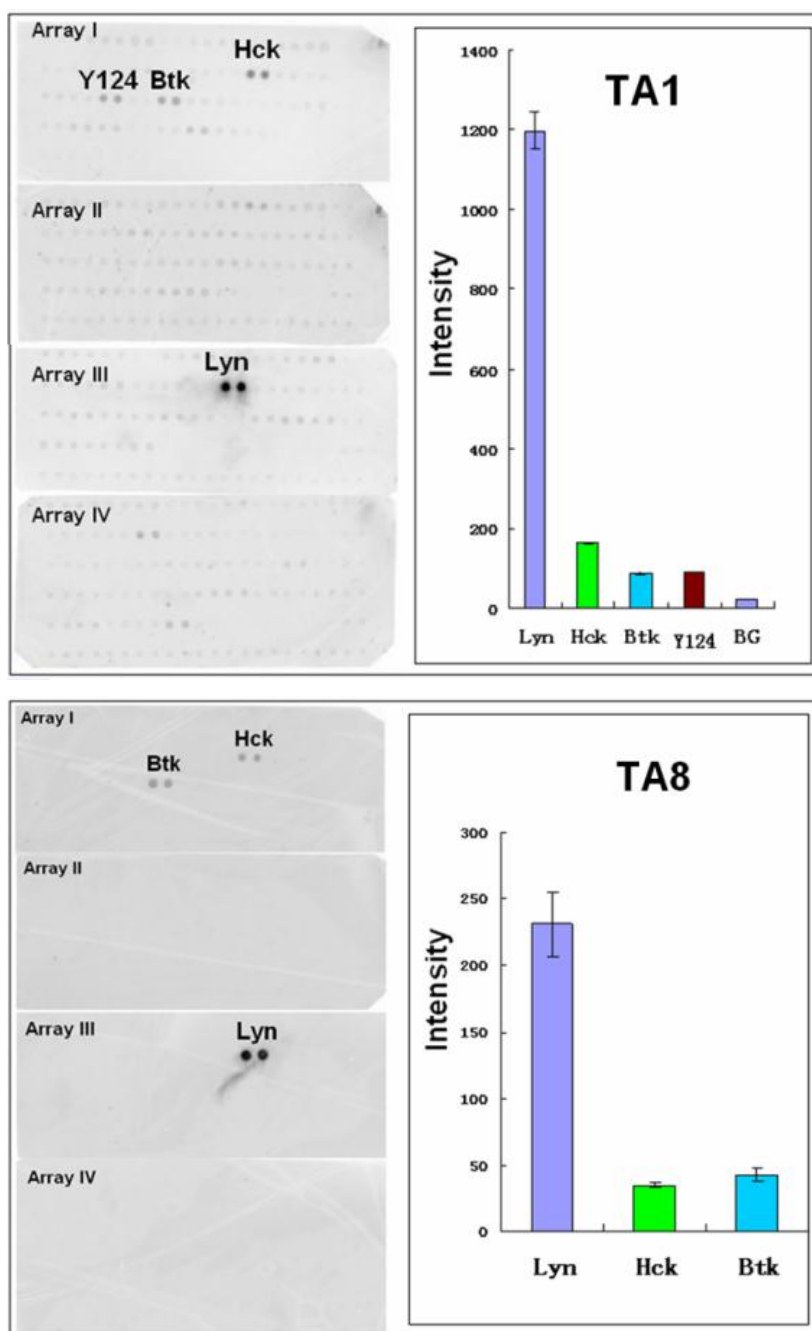 Array I
Hck
Y124 Btk
Array II
Lyn
Array III
Array IV
TA1
Intensity
1400
1200
1000
800
600
400
200
0
Lyn Hck Btk Y124 BG
Array I
Hck
Btk
Array II
Lyn
Array III
Array IV
TA8
Intensity
300
250
200
150
100
50
0
Lyn Hck Btk